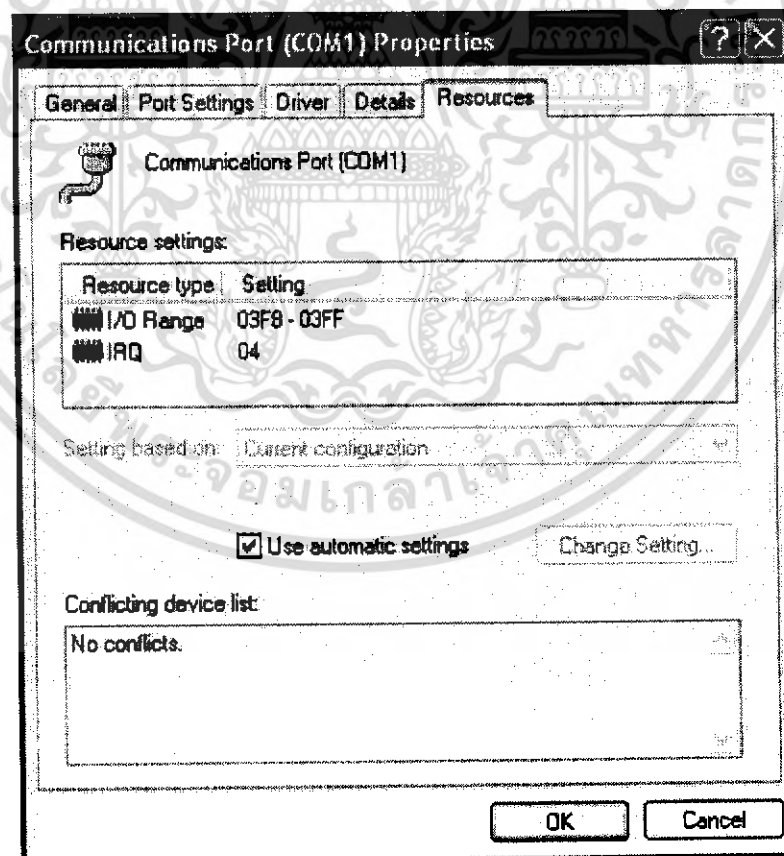 Communications Port (COM1) Properties
General Port Settings Driver Details Resources
Communications Port (COM1)
Resource settings:
Resource type Setting
I/O Range 03F8 - 03FF
IRQ 04
Setting based on: Current configuration
Use automatic settings Change Setting...
Conflicting device list:
No conflicts.
OK Cancel